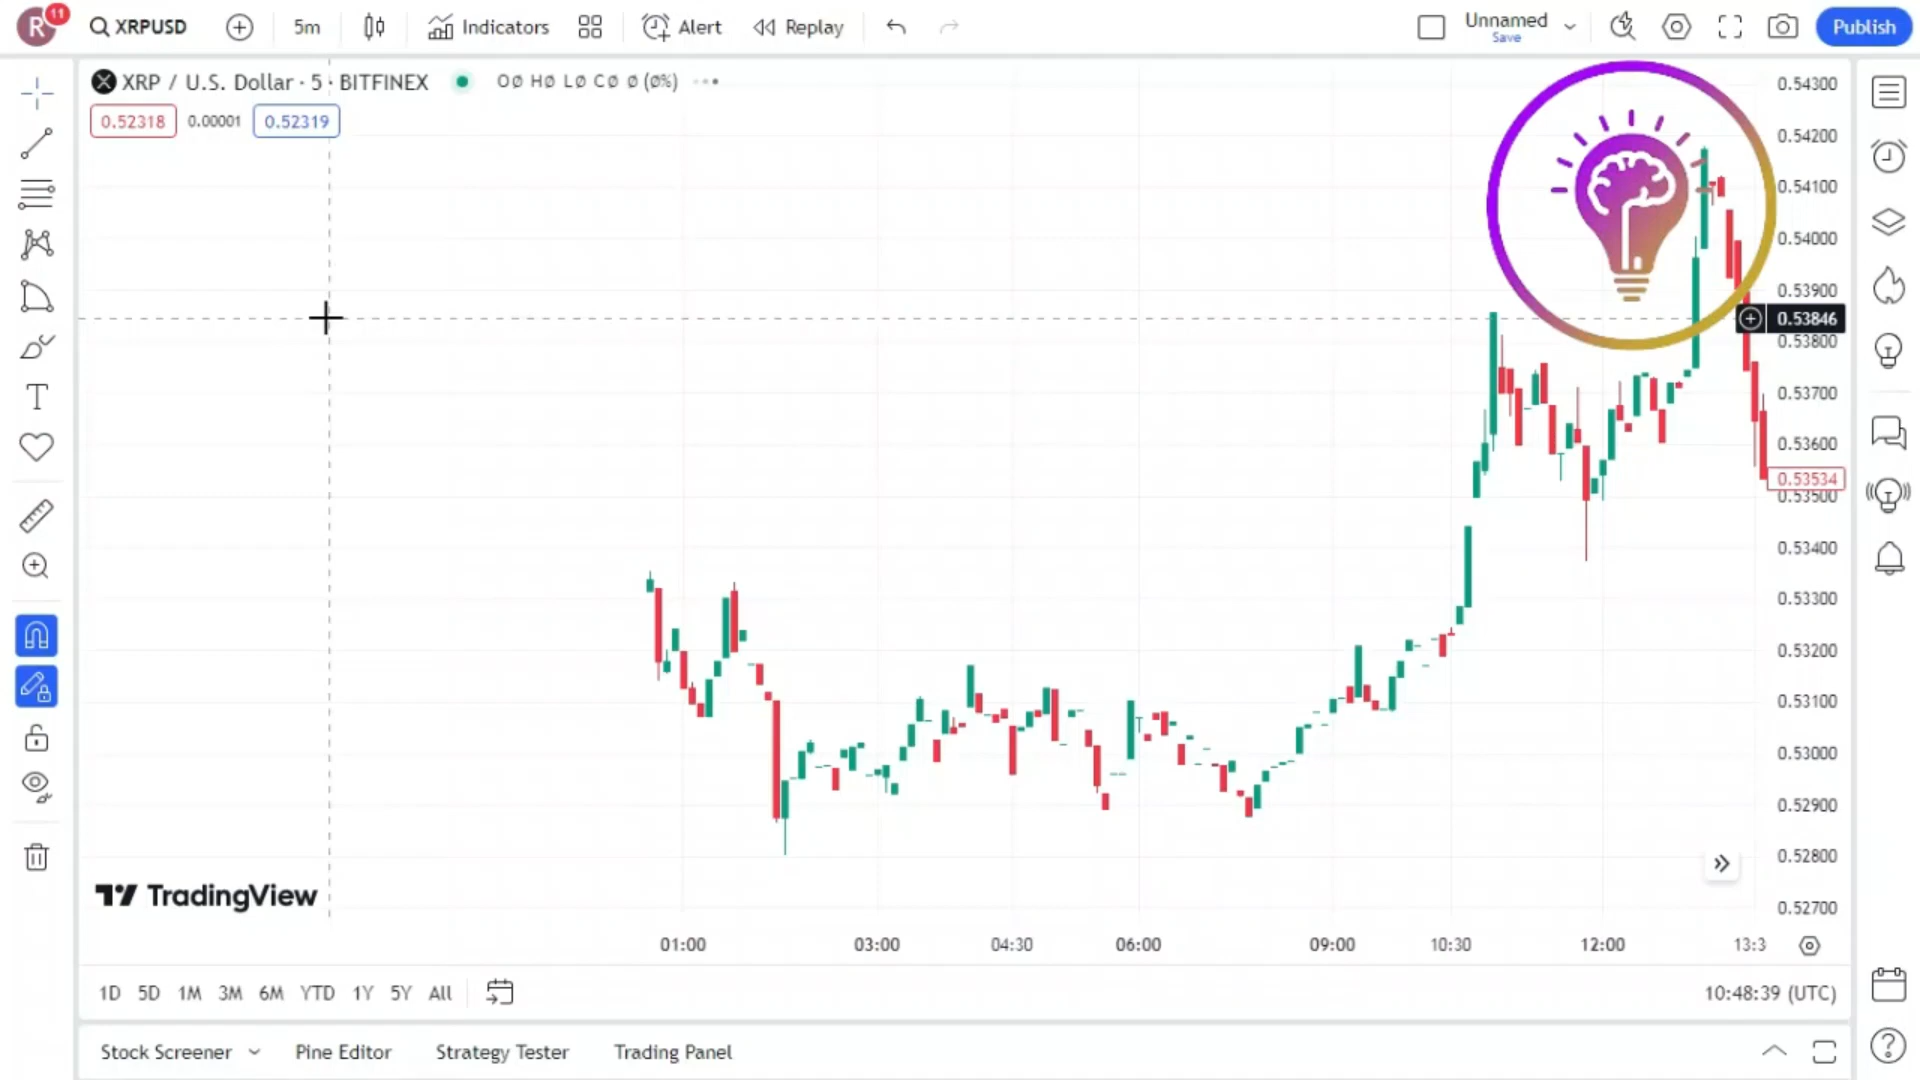 R 11 XRPUSD 5m Indicators Alert Replay Unnamed Save Publish
XRP / U.S. Dollar · 5 · BITFINEX OØ HØ LØ CØ Ø (Ø%)
0.52318 0.00001 0.52319
0.54300
0.54200
0.54100
0.54000
0.53900
0.53846
0.53800
0.53700
0.53600
0.53534
0.53500
0.53400
0.53300
0.53200
0.53100
0.53000
0.52900
0.52800
0.52700
TradingView
01:00 03:00 04:30 06:00 09:00 10:30 12:00 13:3
1D 5D 1M 3M 6M YTD 1Y 5Y All 10:48:39 (UTC)
Stock Screener Pine Editor Strategy Tester Trading Panel